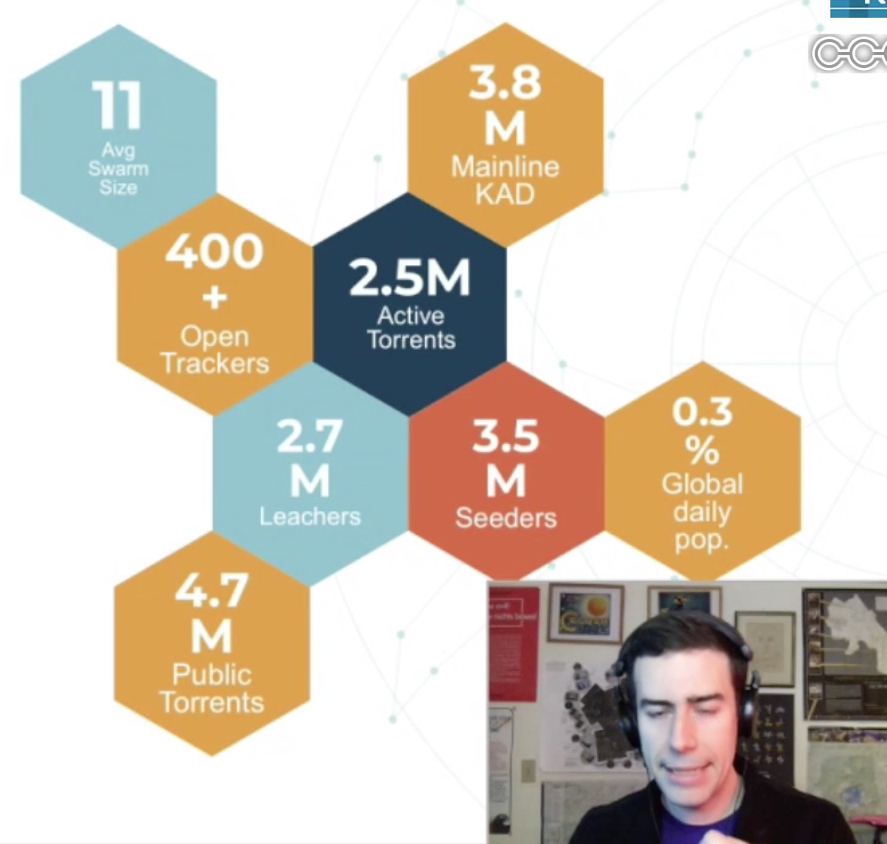 11
Avg
Swarm
Size
3.8
M
Mainline
KAD
400
+
Open
Trackers
2.5M
Active
Torrents
2.7
M
Leachers
3.5
M
Seeders
0.3
%
Global
daily
pop.
4.7
M
Public
Torrents